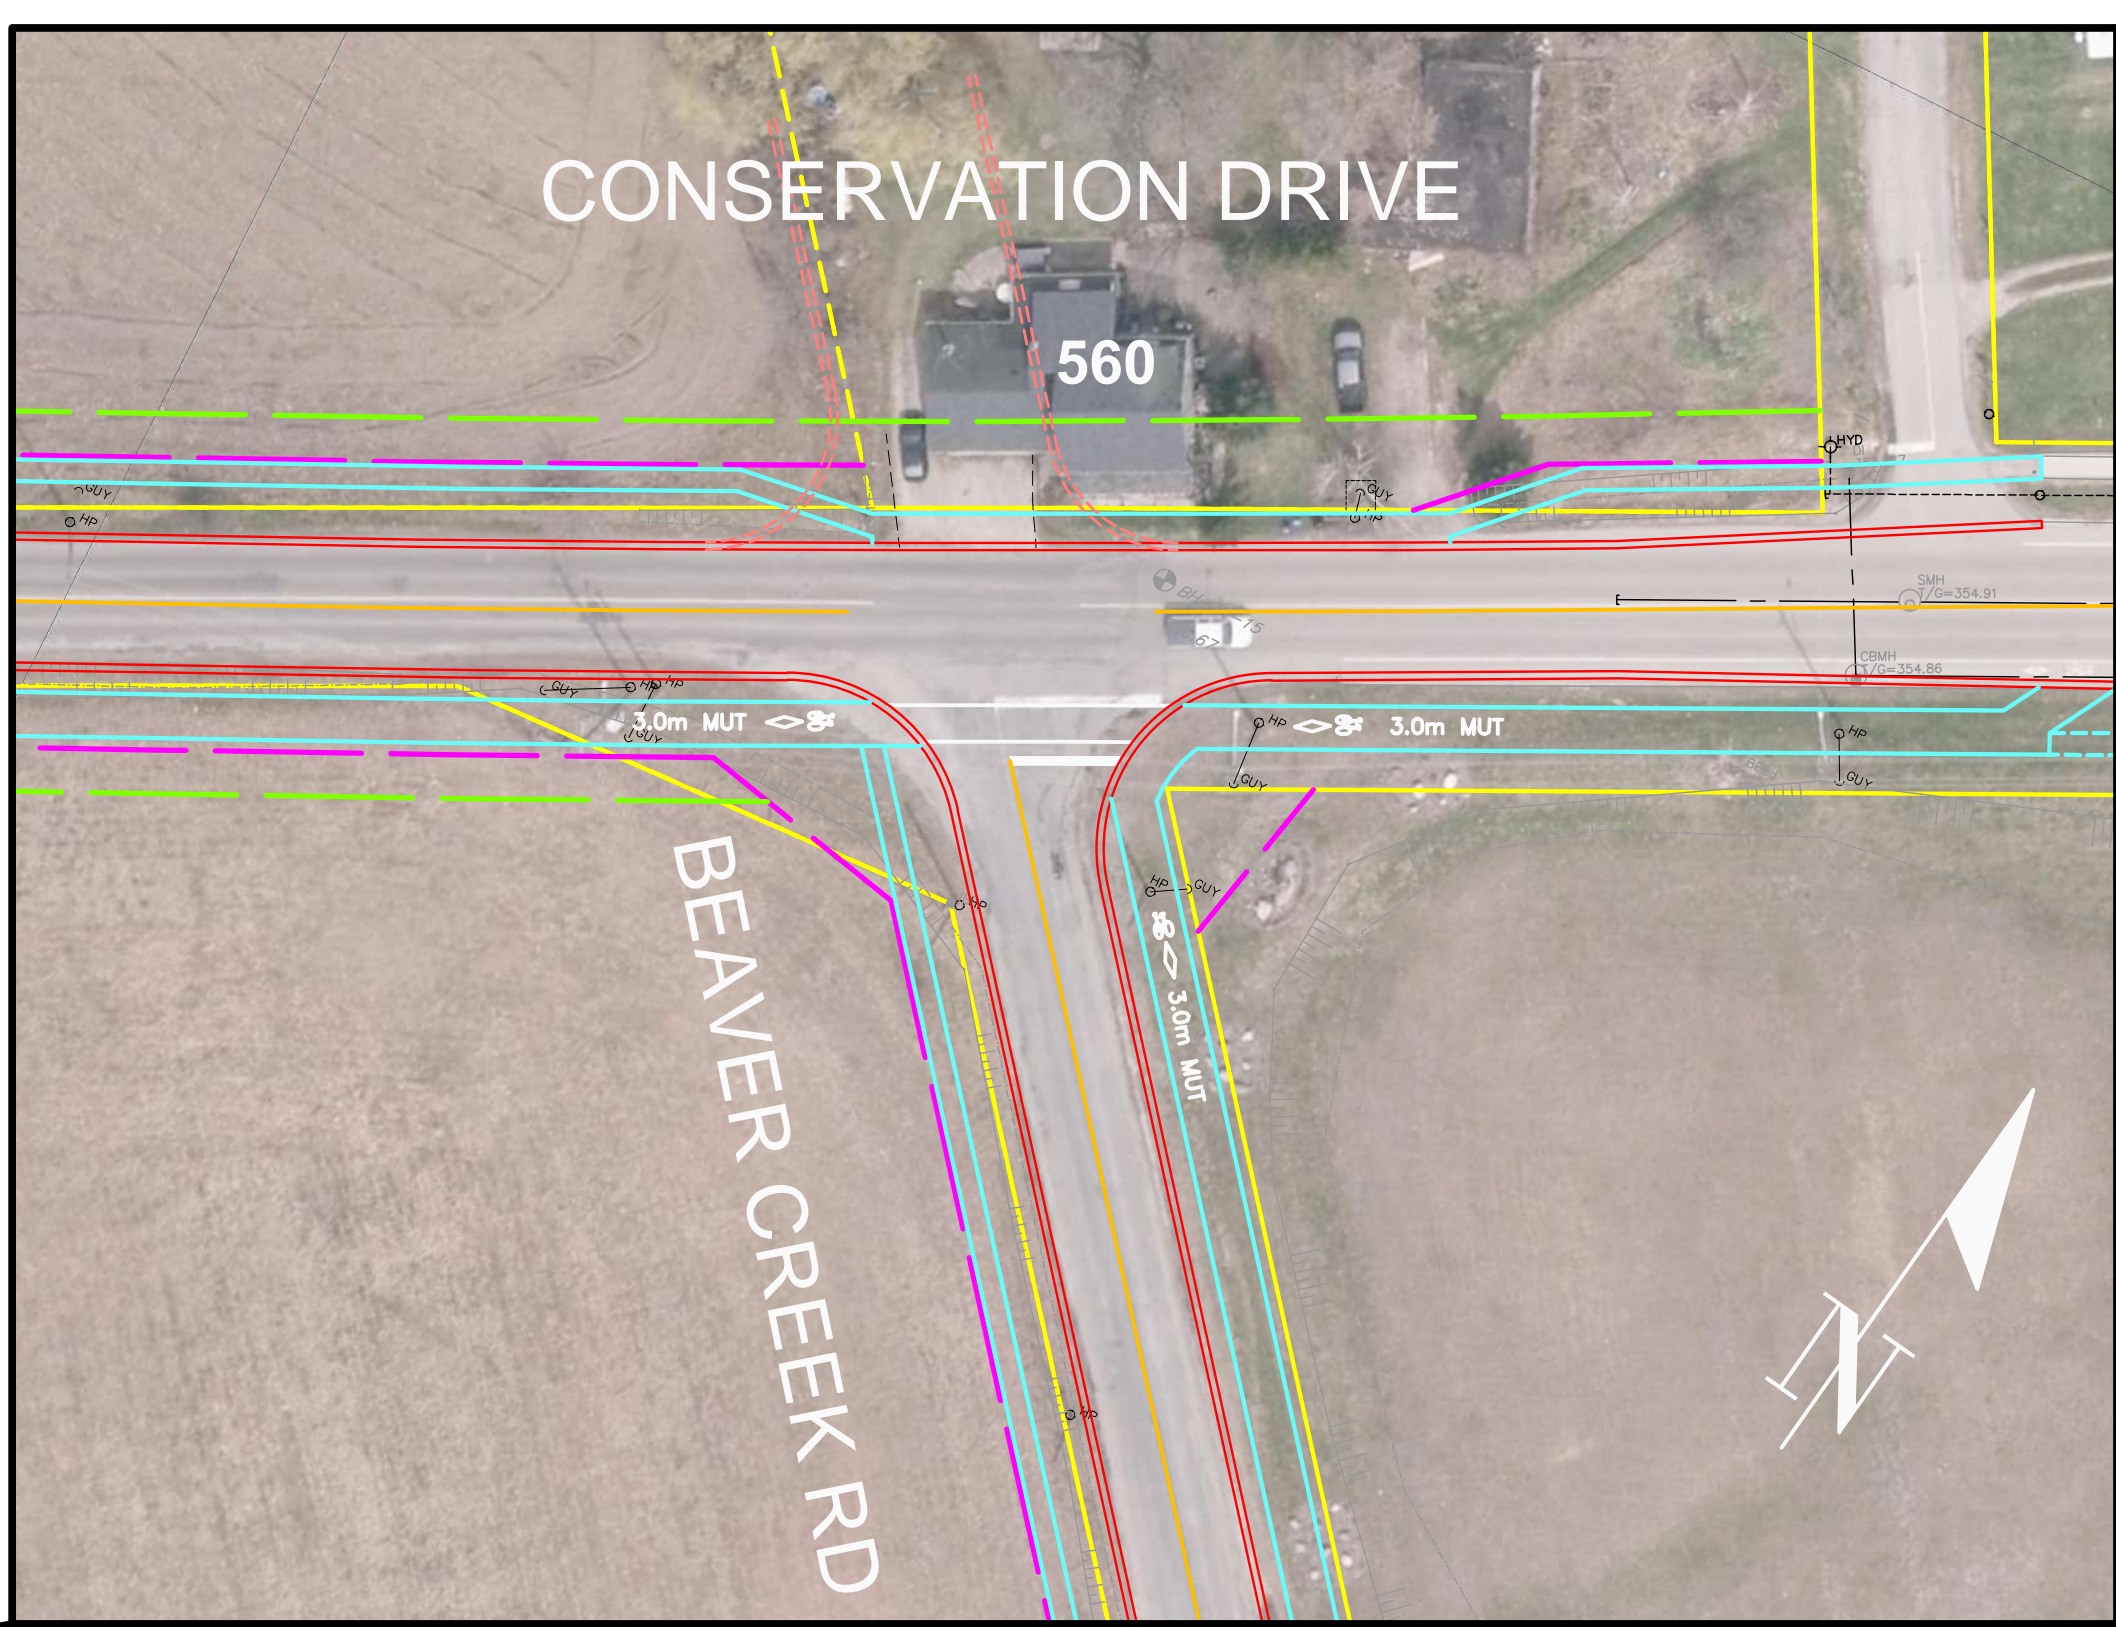 CONSERVATION DRIVE
560
HYD
GUY
HP
GUY
SMH
T/G=354.91
CBMH
T/G=354.86
GUY
HP
HP
GUY
3.0m MUT
HP
GUY
3.0m MUT
HP
GUY
HP
GUY
3.0m MUT
HP
BEAVER CREEK RD
HP
N